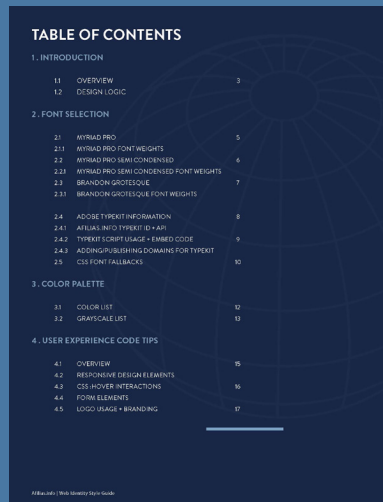 TABLE OF CONTENTS
1. INTRODUCTION
1.1 OVERVIEW 3
1.2 DESIGN LOGIC
2. FONT SELECTION
2.1 MYRIAD PRO 5
2.1.1 MYRIAD PRO FONT WEIGHTS
2.2 MYRIAD PRO SEMI CONDENSED 6
2.2.1 MYRIAD PRO SEMI CONDENSED FONT WEIGHTS
2.3 BRANDON GROTESQUE 7
2.3.1 BRANDON GROTESQUE FONT WEIGHTS
2.4 ADOBE TYPEKIT INFORMATION 8
2.4.1 AFILIAS.INFO TYPEKIT ID + API
2.4.2 TYPEKIT SCRIPT USAGE + EMBED CODE 9
2.4.3 ADDING/PUBLISHING DOMAINS FOR TYPEKIT
2.5 CSS FONT FALLBACKS 10
3. COLOR PALETTE
3.1 COLOR LIST 12
3.2 GRAYSCALE LIST 13
4. USER EXPERIENCE CODE TIPS
4.1 OVERVIEW 15
4.2 RESPONSIVE DESIGN ELEMENTS
4.3 CSS :HOVER INTERACTIONS 16
4.4 FORM ELEMENTS
4.5 LOGO USAGE + BRANDING 17
Afilias.info | Web Identity Style Guide